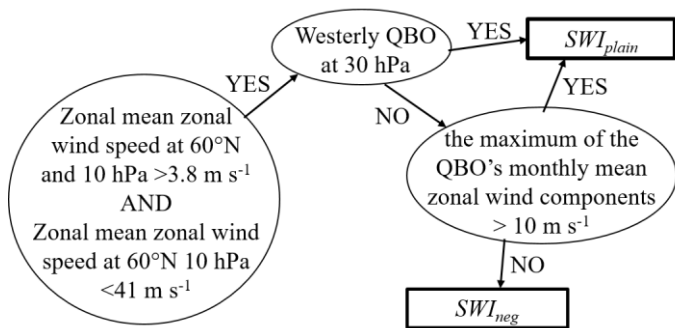 Zonal mean zonal
wind speed at 60°N
and 10 hPa >3.8 m s⁻¹
AND
Zonal mean zonal wind
speed at 60°N 10 hPa
<41 m s⁻¹
YES
Westerly QBO
at 30 hPa
YES
SWI_plain
NO
YES
the maximum of the
QBO's monthly mean
zonal wind components
> 10 m s⁻¹
NO
SWI_neg